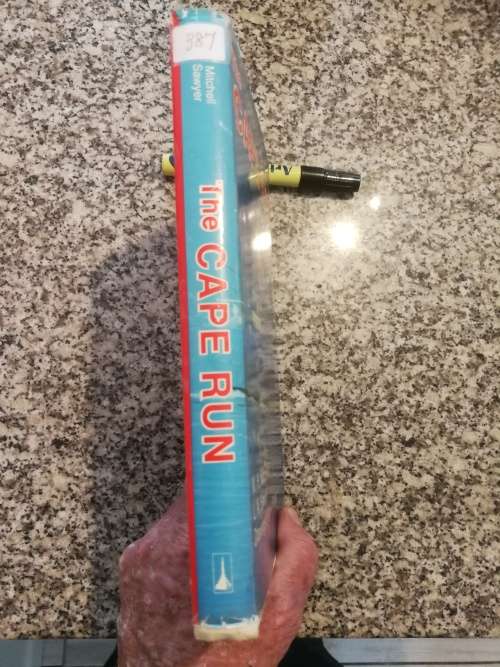 387
Mitchell
Sawyer
The CAPE RUN